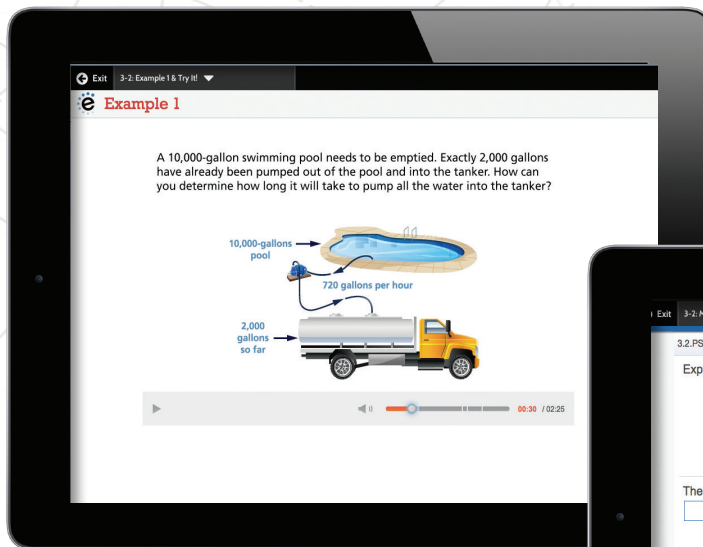 Exit 3-2: Example 1 & Try It!
e Example 1
A 10,000-gallon swimming pool needs to be emptied. Exactly 2,000 gallons
have already been pumped out of the pool and into the tanker. How can
you determine how long it will take to pump all the water into the tanker?
10,000-gallons
pool
720 gallons per hour
2,000
gallons
so far
00:30 / 02:25
Exit 3-2:
3.2.PS
The